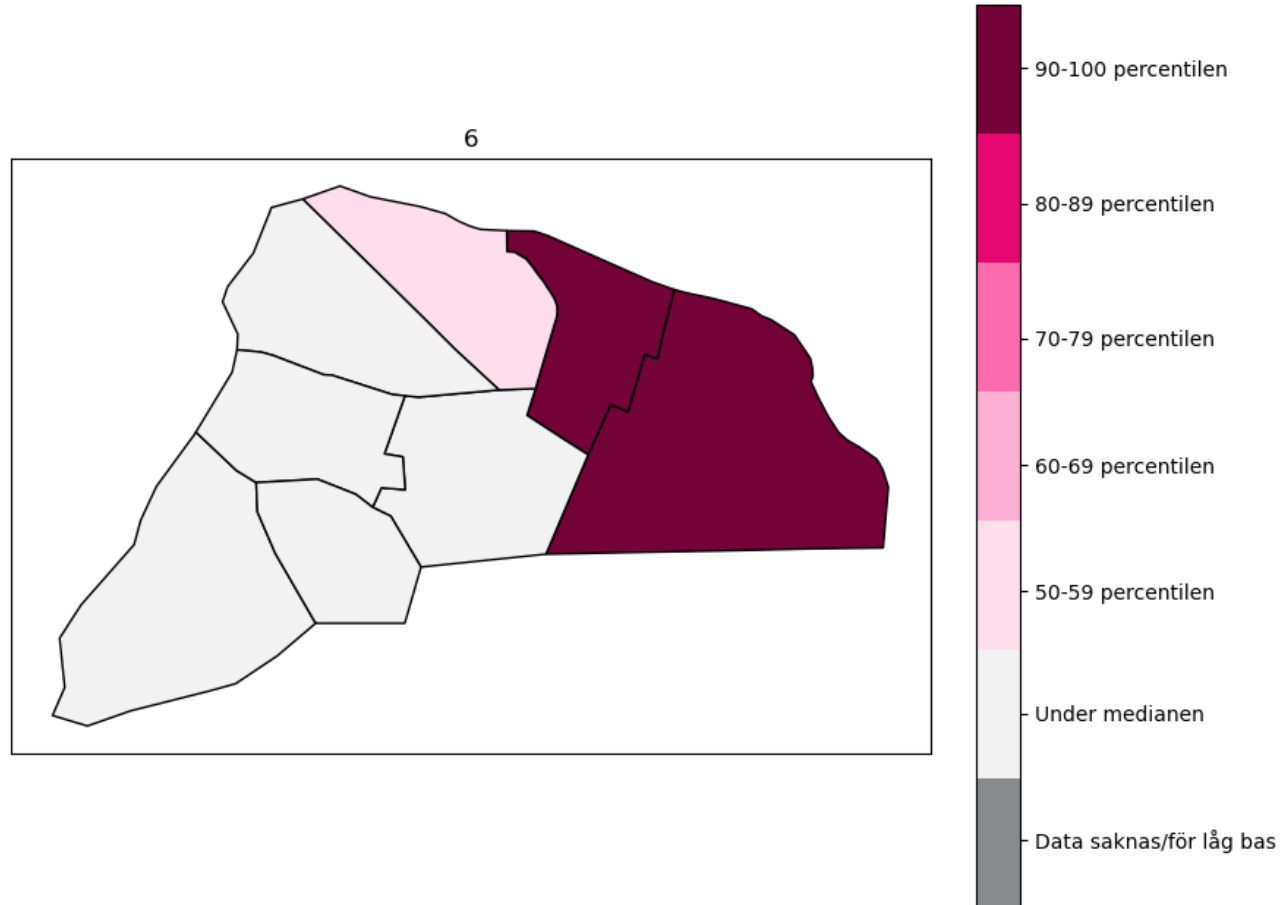 6
90-100 percentilen
80-89 percentilen
70-79 percentilen
60-69 percentilen
50-59 percentilen
Under medianen
Data saknas/för låg bas